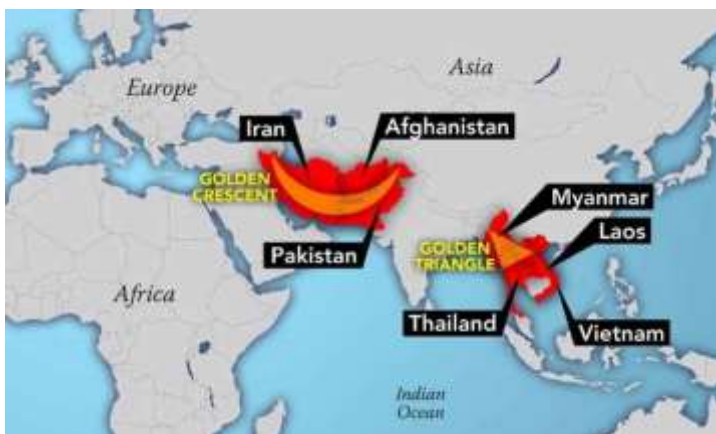 Asia
Europe
Iran
Afghanistan
GOLDEN
CRESCENT
Pakistan
Myanmar
Laos
GOLDEN
TRIANGLE
Africa
Thailand
Vietnam
Indian
Ocean